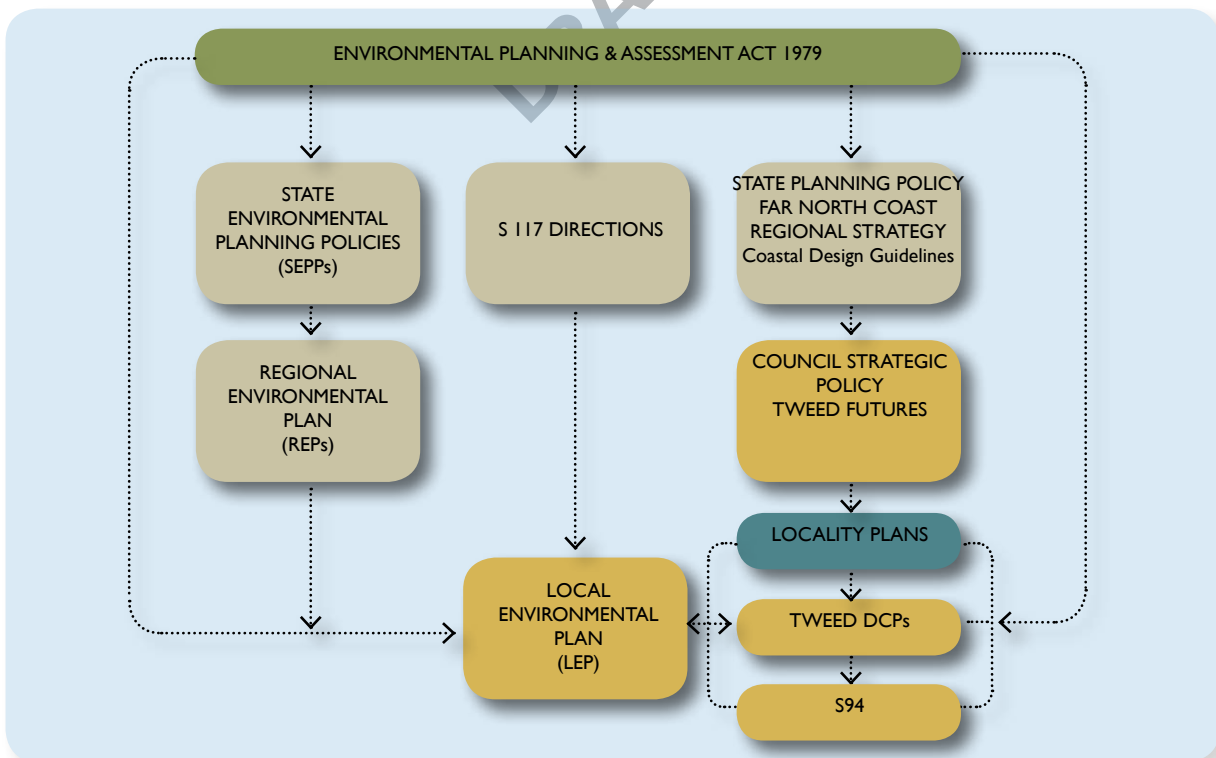 ENVIRONMENTAL PLANNING & ASSESSMENT ACT 1979
STATE
ENVIRONMENTAL
PLANNING POLICIES
(SEPPs)
S 117 DIRECTIONS
STATE PLANNING POLICY
FAR NORTH COAST
REGIONAL STRATEGY
Coastal Design Guidelines
REGIONAL
ENVIRONMENTAL
PLAN
(REPs)
COUNCIL STRATEGIC
POLICY
TWEED FUTURES
LOCALITY PLANS
LOCAL
ENVIRONMENTAL
PLAN
(LEP)
TWEED DCPs
S94